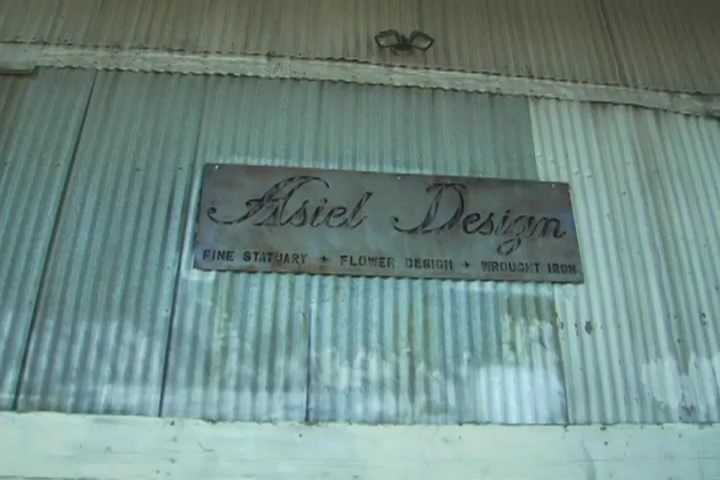 Asiel Design
FINE STATUARY + FLOWER DESIGN + WROUGHT IRON